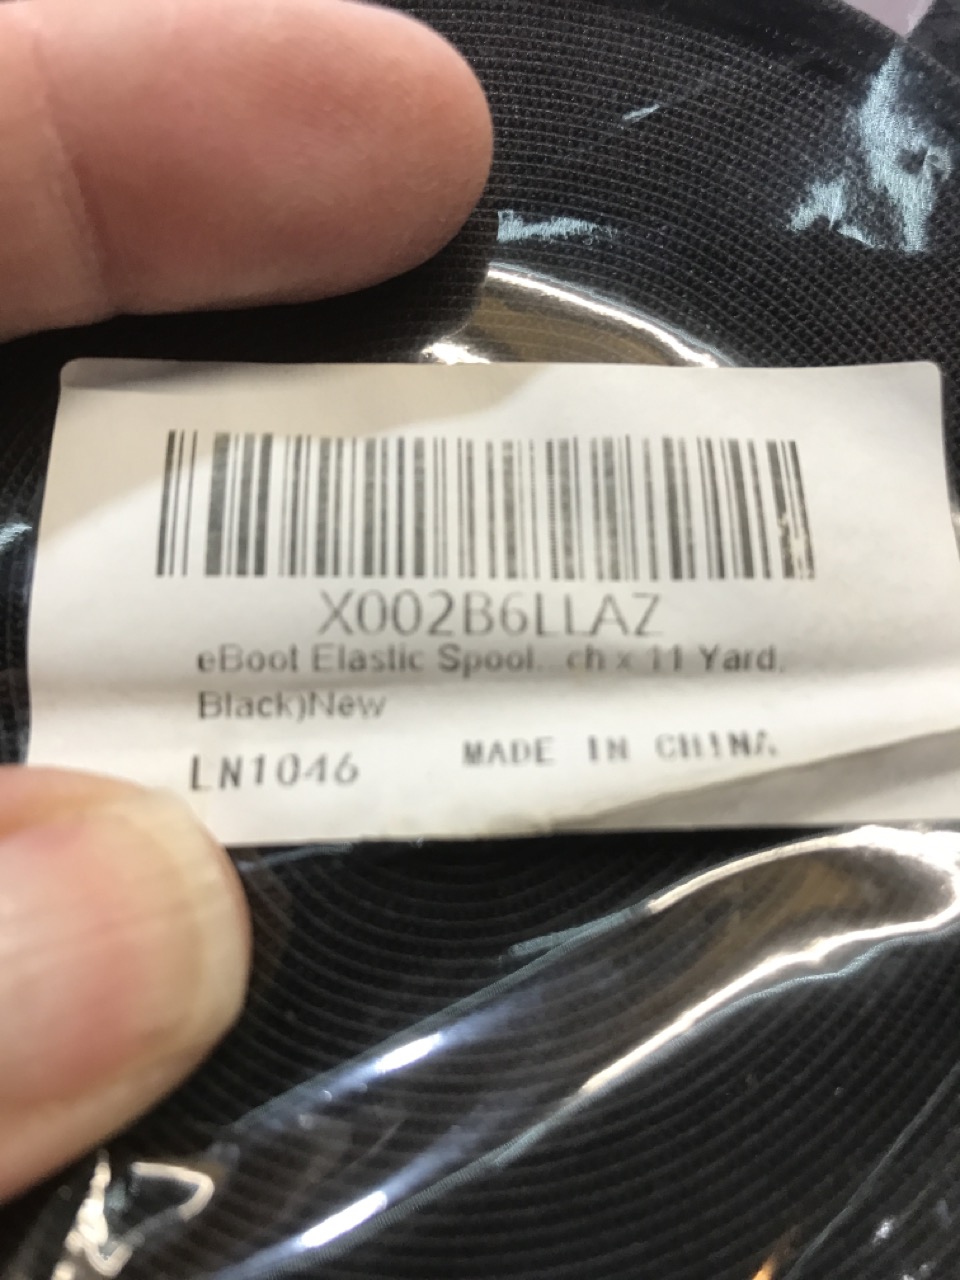 X002B6LLAZ
eBoot Elastic Spool... ch x 11 Yard,
Black)New
LN1046 MADE IN CHINA